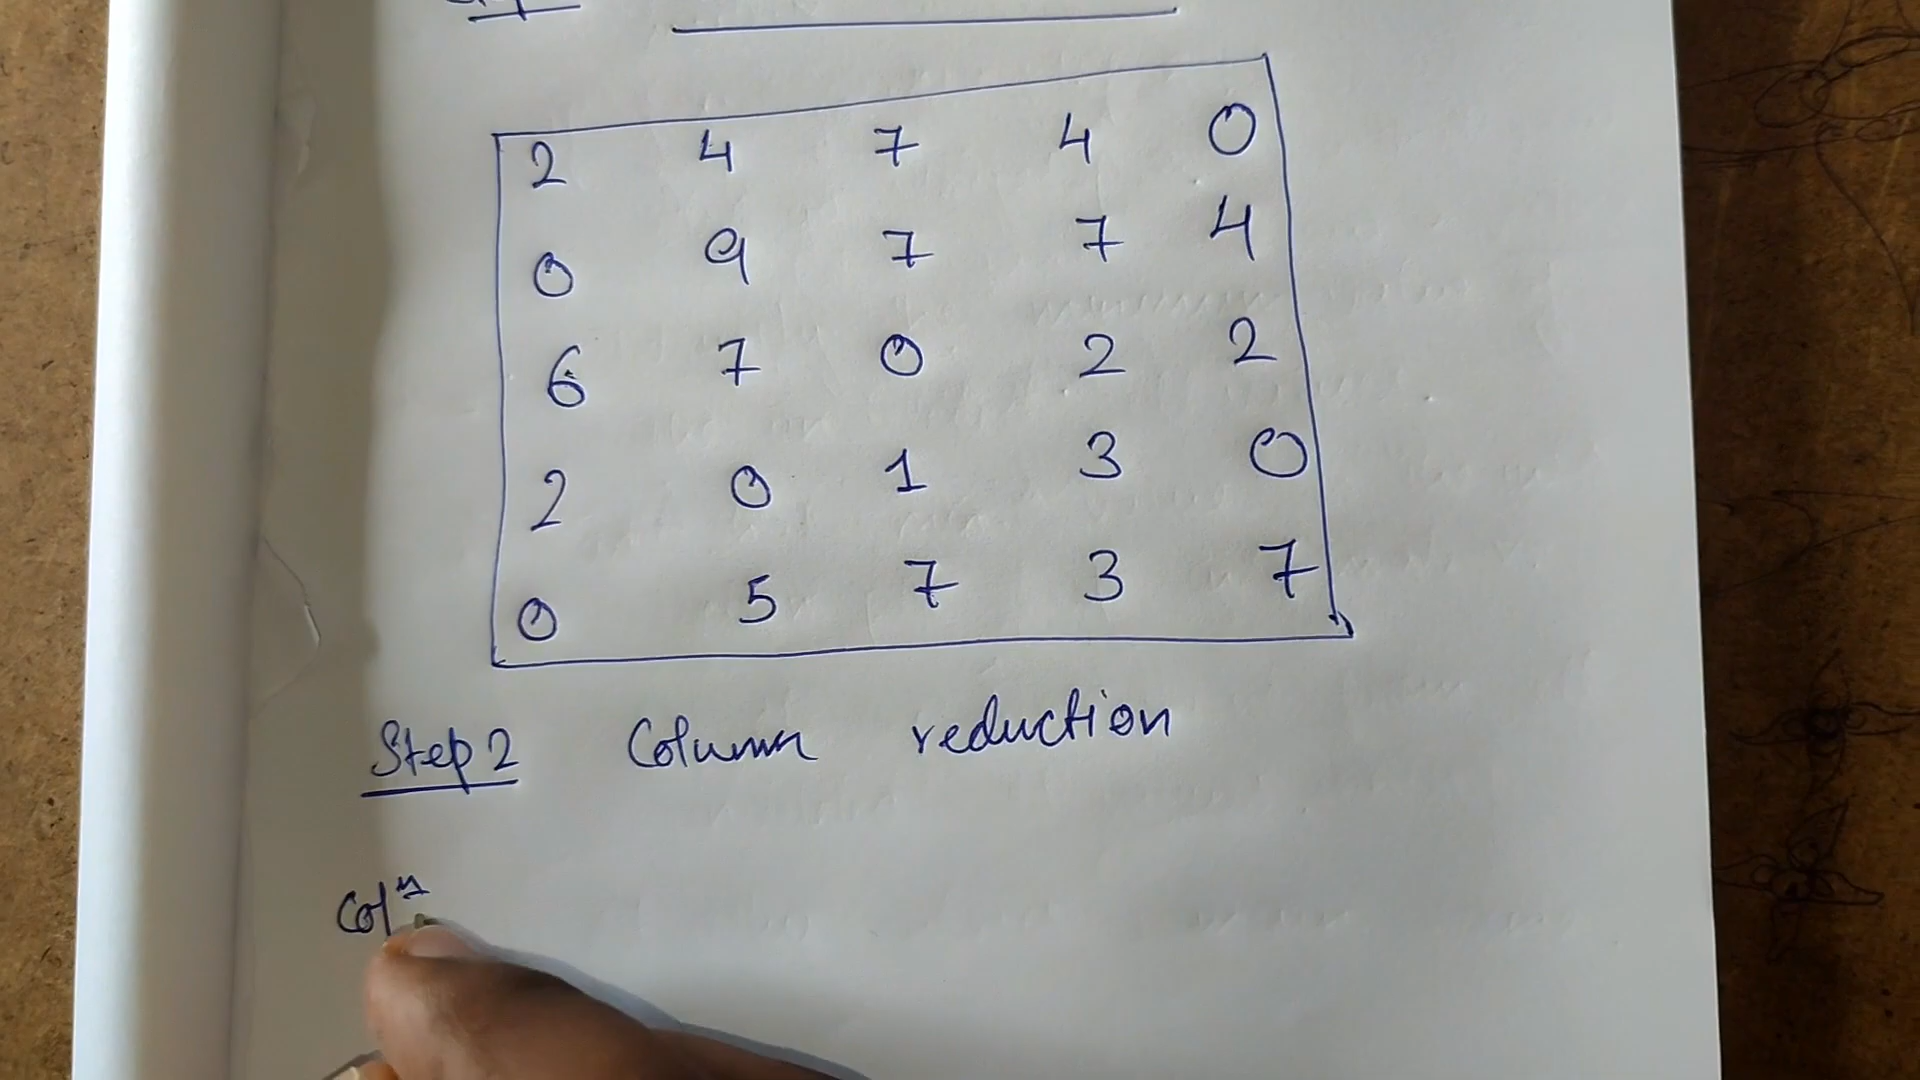 2 4 7 4 0
0 9 7 7 4
6 7 0 2 2
2 0 1 3 0
0 5 7 3 7
Step 2 Column reduction
Colⁿ